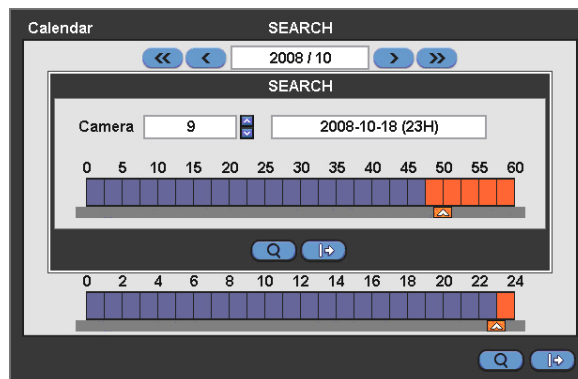 Calendar SEARCH
2008 / 10
SEARCH
Camera 9 2008-10-18 (23H)
0 5 10 15 20 25 30 35 40 45 50 55 60
0 2 4 6 8 10 12 14 16 18 20 22 24